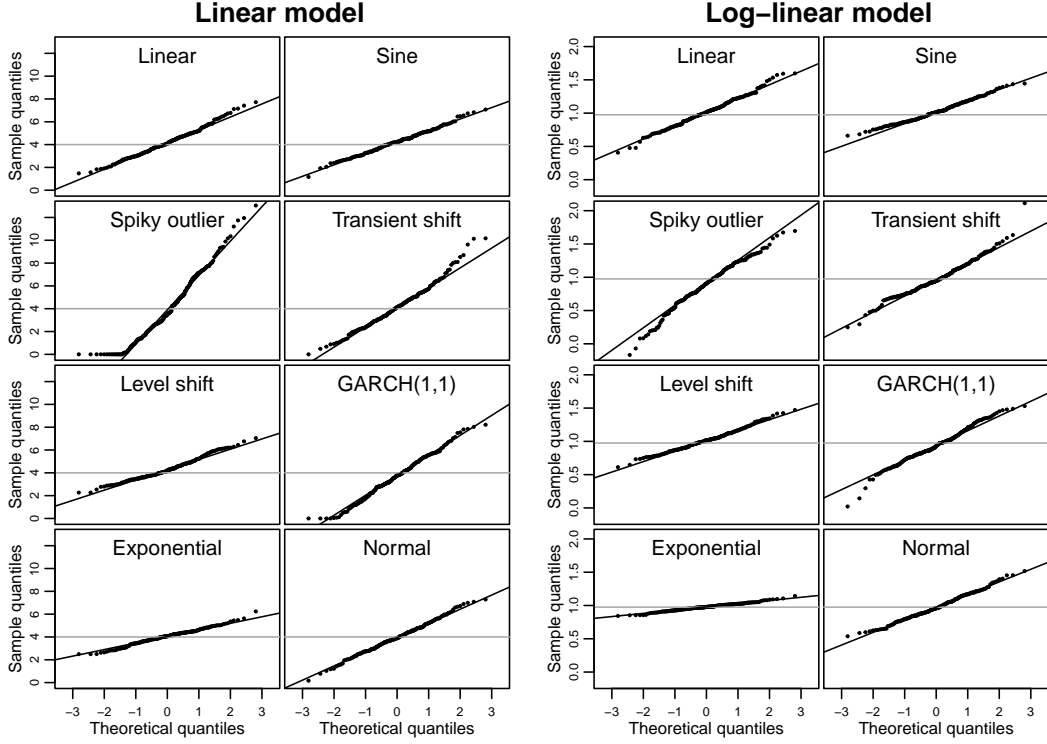 Linear model
Log−linear model
Sample quantiles
0 2 4 6 8 10
Linear
Sine
Sample quantiles
0.0 0.5 1.0 1.5 2.0
Linear
Sine
Sample quantiles
0 2 4 6 8 10
Spiky outlier
Transient shift
Sample quantiles
0.0 0.5 1.0 1.5 2.0
Spiky outlier
Transient shift
Sample quantiles
0 2 4 6 8 10
Level shift
GARCH(1,1)
Sample quantiles
0.0 0.5 1.0 1.5 2.0
Level shift
GARCH(1,1)
Sample quantiles
0 2 4 6 8 10
Exponential
Normal
Sample quantiles
0.0 0.5 1.0 1.5 2.0
Exponential
Normal
−3 −2 −1 0 1 2 3
−3 −2 −1 0 1 2 3
−3 −2 −1 0 1 2 3
−3 −2 −1 0 1 2 3
Theoretical quantiles
Theoretical quantiles
Theoretical quantiles
Theoretical quantiles